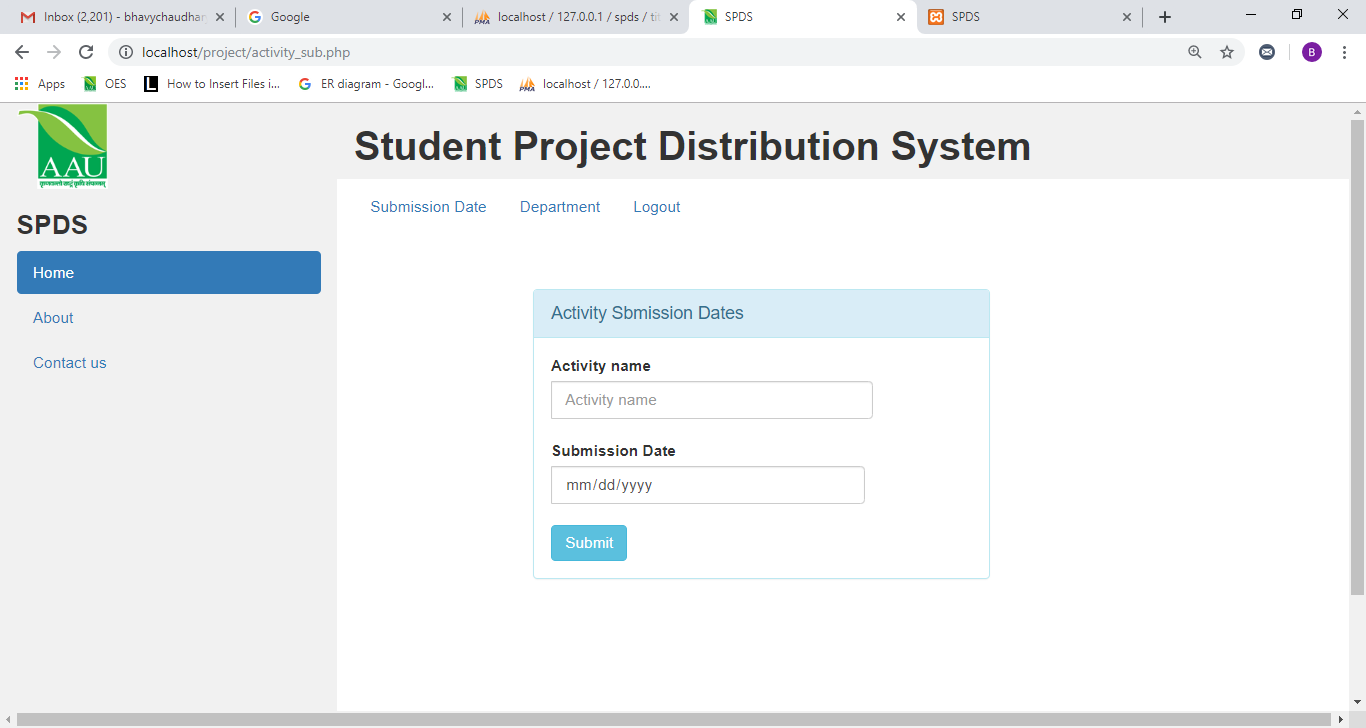 Inbox (2,201) - bhavychaudhar
Google
localhost / 127.0.0.1 / spds / tit
SPDS
SPDS
localhost/project/activity_sub.php
B
Apps
OES
How to Insert Files i...
ER diagram - Googl...
SPDS
localhost / 127.0.0....
AAU
Student Project Distribution System
SPDS
Submission Date
Department
Logout
Home
About
Contact us
Activity Sbmission Dates
Activity name
Activity name
Submission Date
mm/dd/yyyy
Submit